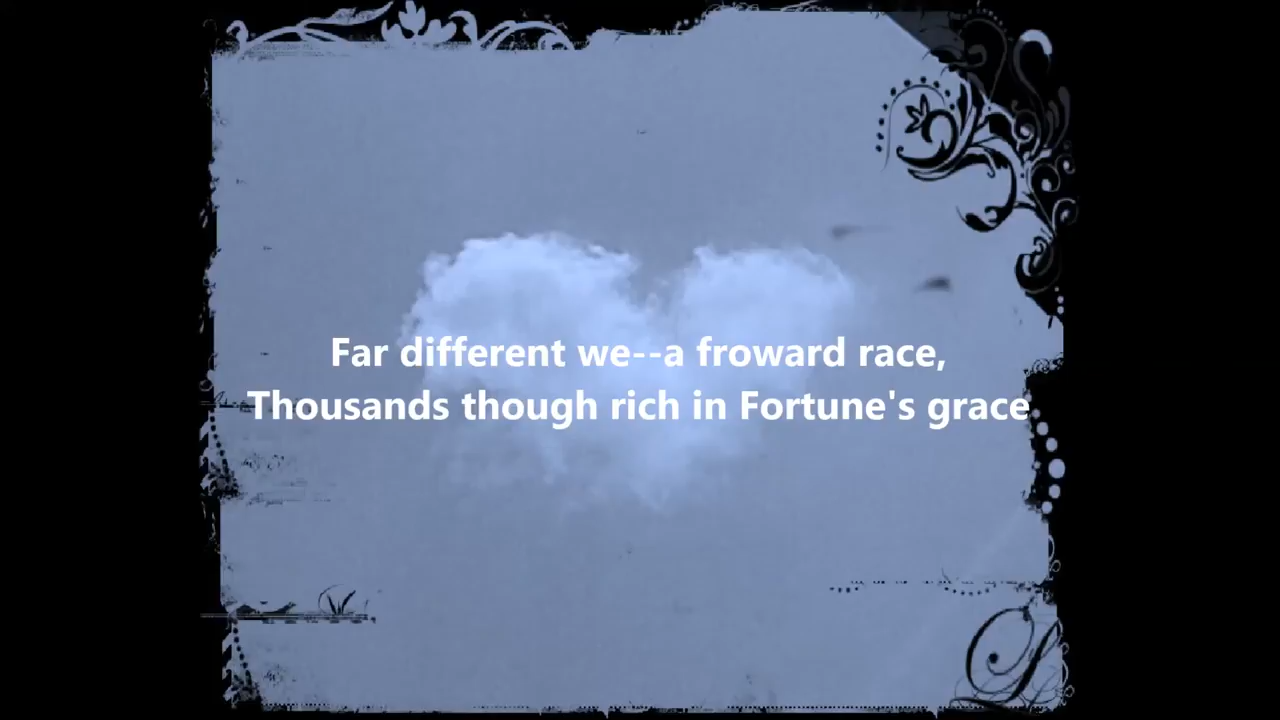 Far different we--a froward race,
Thousands though rich in Fortune's grace